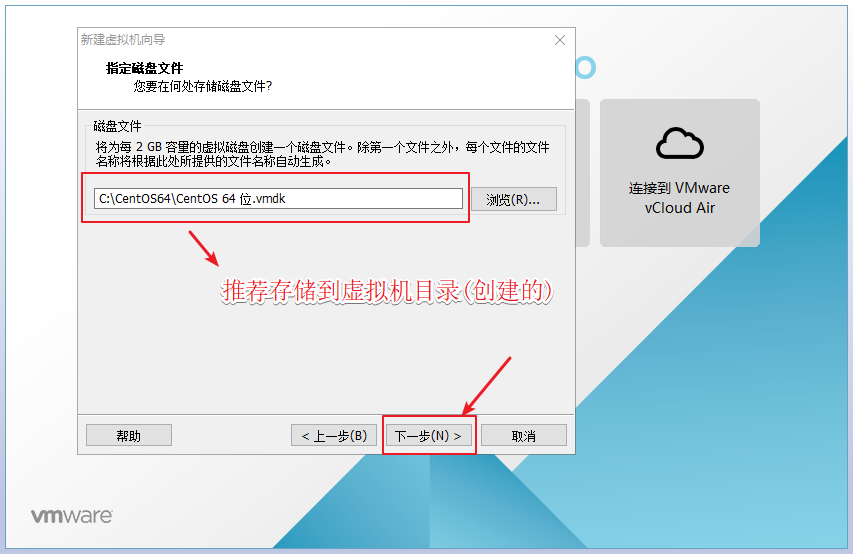 新建虚拟机向导
指定磁盘文件
您要在何处存储磁盘文件?
磁盘文件
将为每 2 GB 容量的虚拟磁盘创建一个磁盘文件。除第一个文件之外，每个文件的文件
名称将根据此处所提供的文件名称自动生成。
C:\CentOS64\CentOS 64 位.vmdk
浏览(R)...
推荐存储到虚拟机目录(创建的)
帮助
< 上一步(B)
下一步(N) >
取消
连接到 VMware
vCloud Air
vmware